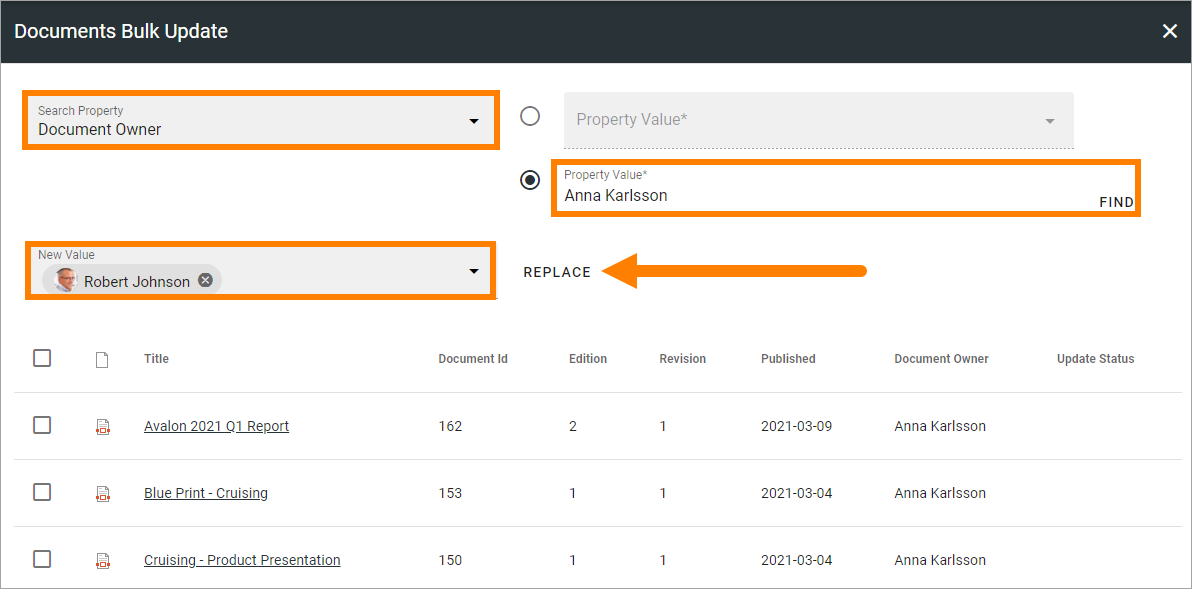 Documents Bulk Update
Search Property
Document Owner
Property Value*
Property Value*
Anna Karlsson
FIND
New Value
Robert Johnson
REPLACE
Title Document Id Edition Revision Published Document Owner Update Status
Avalon 2021 Q1 Report 162 2 1 2021-03-09 Anna Karlsson
Blue Print - Cruising 153 1 1 2021-03-04 Anna Karlsson
Cruising - Product Presentation 150 1 1 2021-03-04 Anna Karlsson